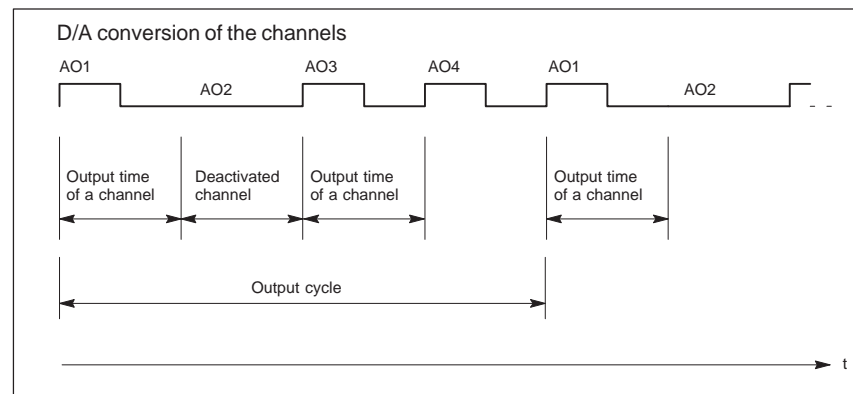 D/A conversion of the channels
AO1
AO2
AO3
AO4
AO1
AO2
Output time
of a channel
Deactivated
channel
Output time
of a channel
Output time
of a channel
Output cycle
t